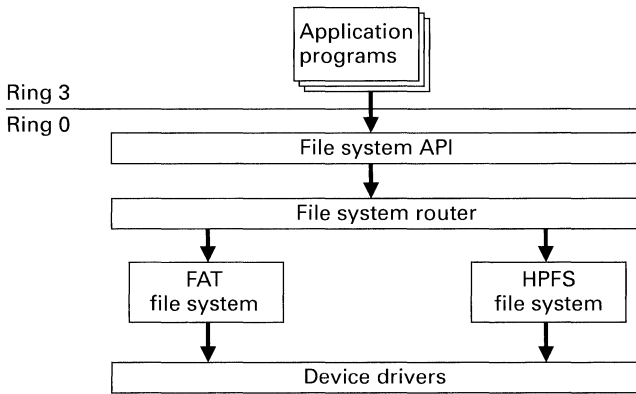 Application
programs
Ring 3
Ring 0
File system API
File system router
FAT
file system
HPFS
file system
Device drivers